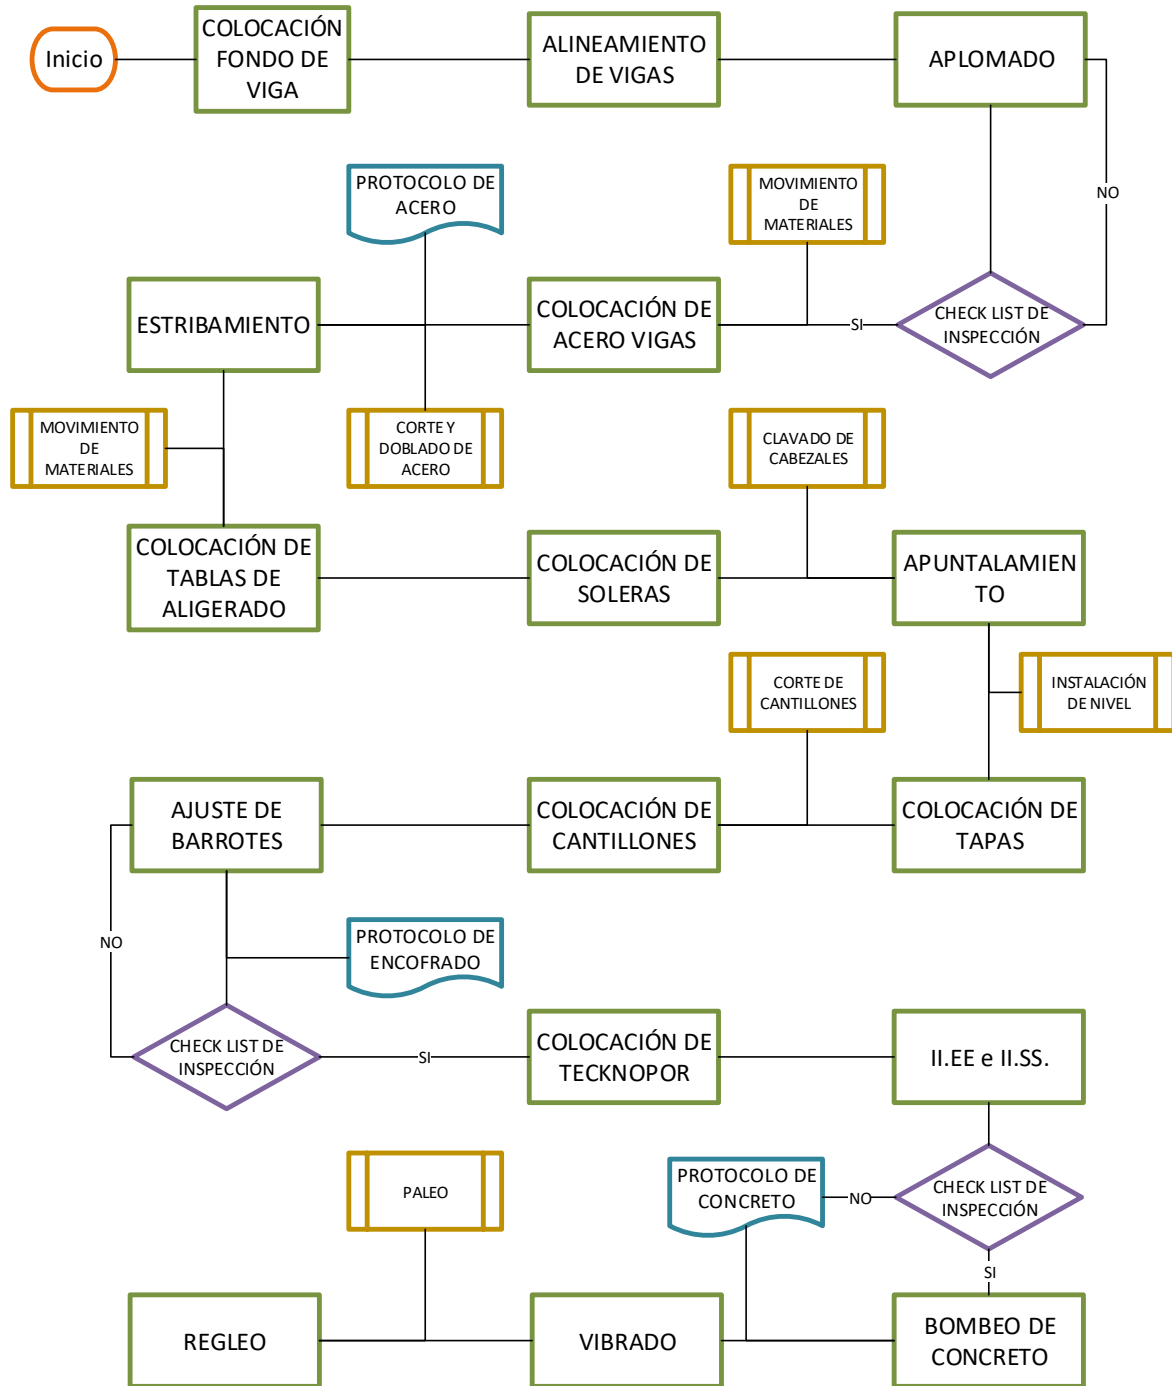 Inicio
COLOCACIÓN
FONDO DE
VIGA
ALINEAMIENTO
DE VIGAS
APLOMADO
NO
PROTOCOLO DE
ACERO
MOVIMIENTO
DE
MATERIALES
ESTRIBAMIENTO
COLOCACIÓN DE
ACERO VIGAS
SI
CHECK LIST DE
INSPECCIÓN
MOVIMIENTO
DE
MATERIALES
CORTE Y
DOBLADO DE
ACERO
CLAVADO DE
CABEZALES
COLOCACIÓN DE
TABLAS DE
ALIGERADO
COLOCACIÓN DE
SOLERAS
APUNTALAMIEN
TO
CORTE DE
CANTILLONES
INSTALACIÓN
DE NIVEL
AJUSTE DE
BARROTES
COLOCACIÓN DE
CANTILLONES
COLOCACIÓN DE
TAPAS
NO
PROTOCOLO DE
ENCOFRADO
CHECK LIST DE
INSPECCIÓN
SI
COLOCACIÓN DE
TECKNOPOR
II.EE e II.SS.
PALEO
PROTOCOLO DE
CONCRETO
NO
CHECK LIST DE
INSPECCIÓN
SI
REGLEO
VIBRADO
BOMBEO DE
CONCRETO